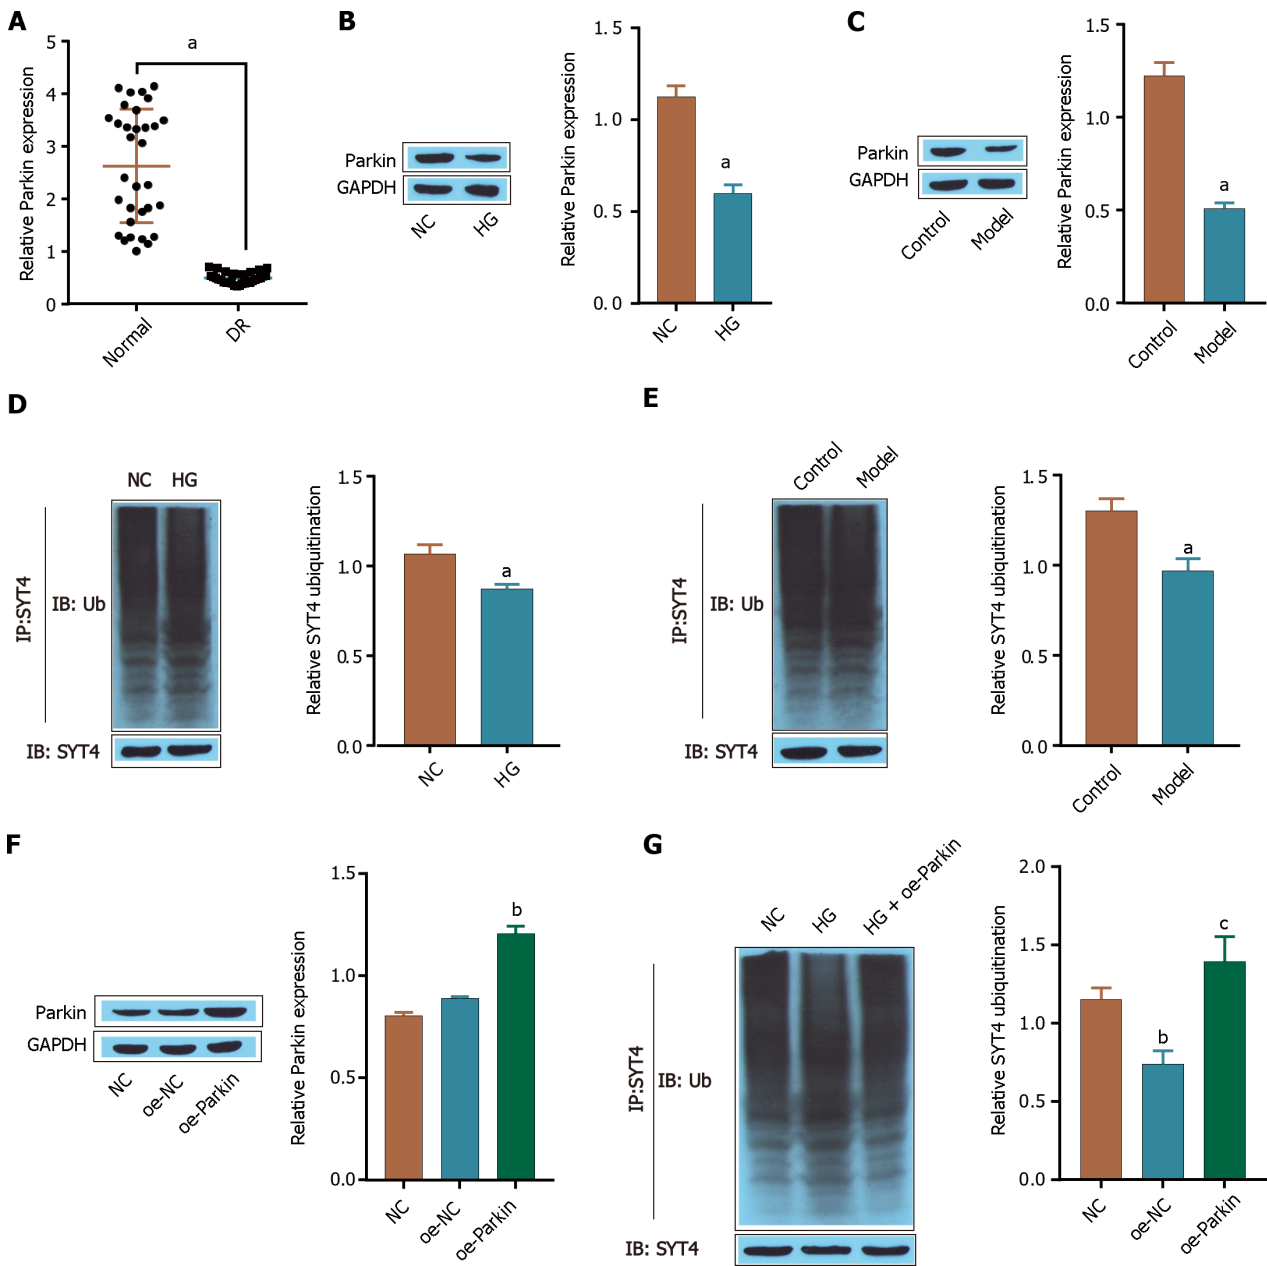 A
a
5
4
3
2
1
0
Relative Parkin expression
Normal
DR
B
Parkin
GAPDH
NC
HG
1.5
1.0
0.5
0. 0
Relative Parkin expression
a
NC
HG
C
Parkin
GAPDH
Control
Model
1.5
1.0
0.5
0.0
Relative Parkin expression
a
Control
Model
D
NC
HG
IP:SYT4
IB: Ub
IB: SYT4
1.5
1.0
0.5
0.0
Relative SYT4 ubiquitination
a
NC
HG
E
Control
Model
IP:SYT4
IB: Ub
IB: SYT4
1.5
1.0
0.5
0. 0
Relative SYT4 ubiquitination
a
Control
Model
F
Parkin
GAPDH
NC
oe-NC
oe-Parkin
1.5
1.0
0.5
0.0
Relative Parkin expression
b
NC
oe-NC
oe-Parkin
G
NC
HG
HG + oe-Parkin
IP:SYT4
IB: Ub
IB: SYT4
2.0
1.5
1.0
0.5
0.0
Relative SYT4 ubiquitination
b
c
NC
oe-NC
oe-Parkin